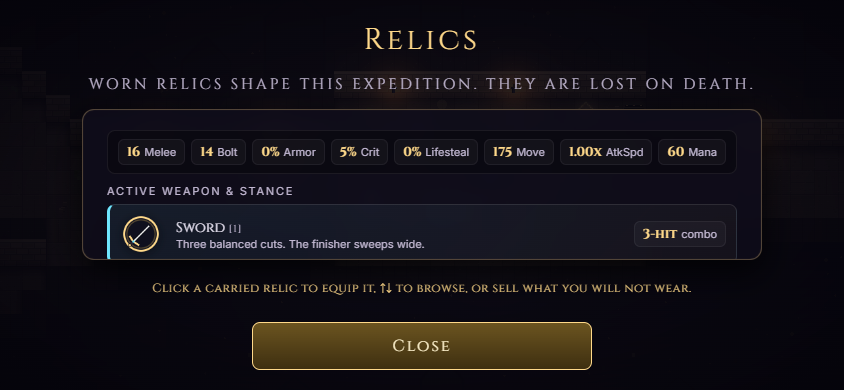 Relics
WORN RELICS SHAPE THIS EXPEDITION. THEY ARE LOST ON DEATH.
16 Melee 14 Bolt 0% Armor 5% Crit 0% Lifesteal 175 Move 1.00x AtkSpd 60 Mana
ACTIVE WEAPON & STANCE
Sword [1]
Three balanced cuts. The finisher sweeps wide.
3-HIT combo
Click a carried relic to equip it, ↑↓ to browse, or sell what you will not wear.
Close